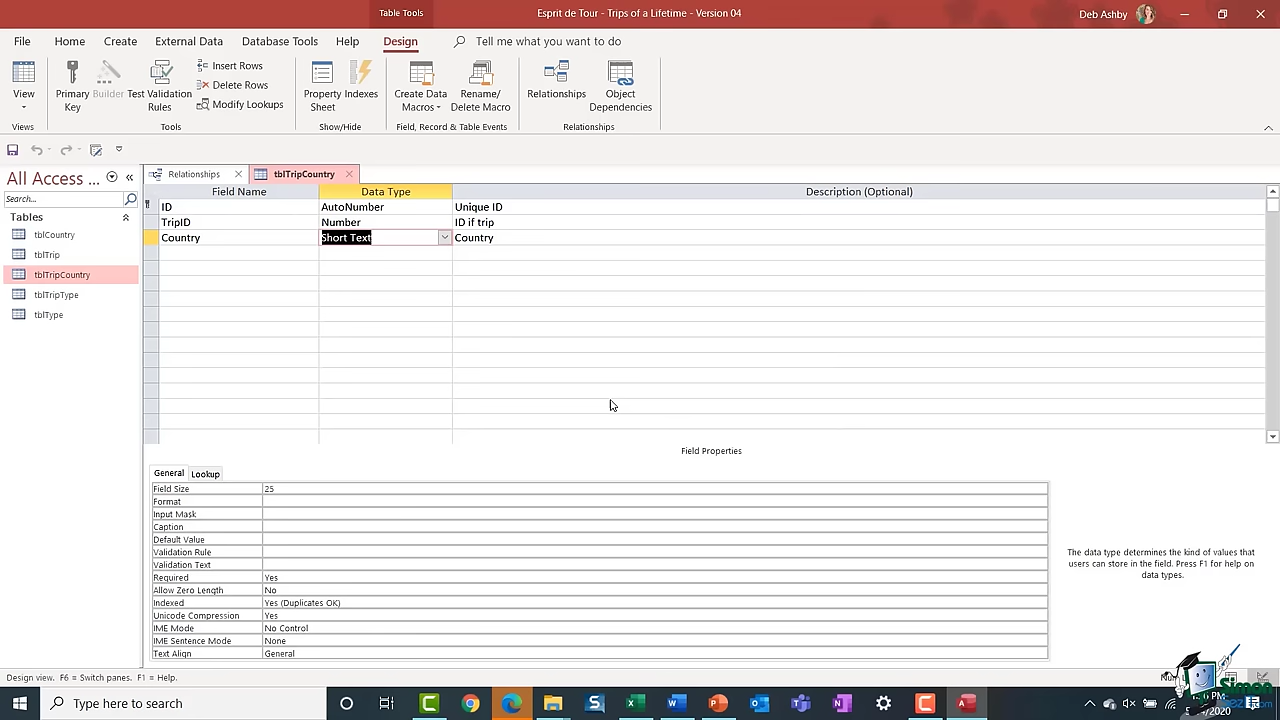 Table Tools
Esprit de Tour - Trips of a Lifetime - Version 04
Deb Ashby
File
Home
Create
External Data
Database Tools
Help
Design
Tell me what you want to do
View
Primary Key
Builder
Test Validation Rules
Insert Rows
Delete Rows
Modify Lookups
Property Sheet
Indexes
Create Data Macros
Rename/ Delete Macro
Relationships
Object Dependencies
Views
Tools
Show/Hide
Field, Record & Table Events
Relationships
All Access ...
Search...
Tables
tblCountry
tblTrip
tblTripCountry
tblTripType
tblType
Relationships
tblTripCountry
Field Name
Data Type
Description (Optional)
ID
AutoNumber
Unique ID
TripID
Number
ID if trip
Country
Short Text
Country
Field Properties
General
Lookup
Field Size
25
Format
Input Mask
Caption
Default Value
Validation Rule
Validation Text
Required
Yes
Allow Zero Length
No
Indexed
Yes (Duplicates OK)
Unicode Compression
Yes
IME Mode
No Control
IME Sentence Mode
None
Text Align
General
The data type determines the kind of values that
users can store in the field. Press F1 for help on
data types.
Design view. F6 = Switch panes. F1 = Help.
Type here to search